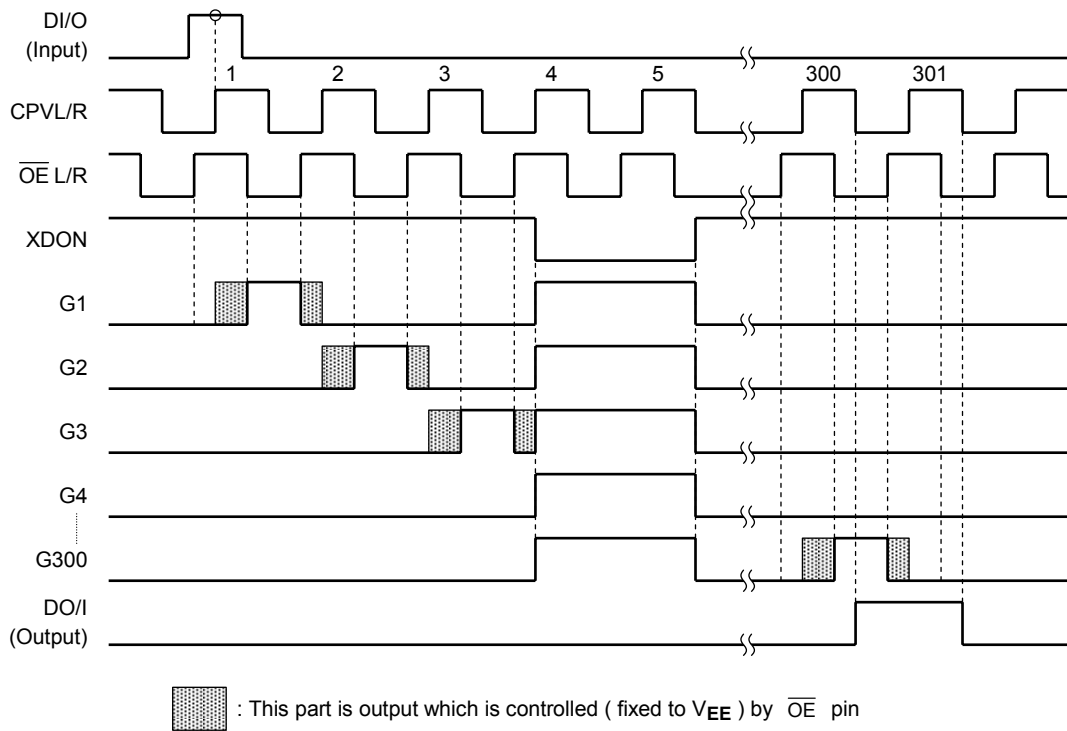 DI/O
(Input)
1 2 3 4 5 300 301
CPVL/R
OE L/R
XDON
G1
G2
G3
G4
G300
DO/I
(Output)
: This part is output which is controlled ( fixed to VEE ) by OE pin